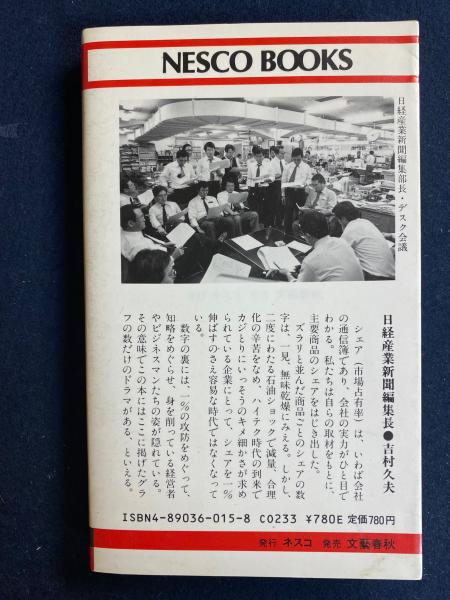 NESCO BOOKS
日経産業新聞編集部長・デスク会議
日経産業新聞編集長●吉村久夫
シェア(市場占有率)は、いわば会社
の通信簿であり、会社の実力がひと目で
わかる。私たちは自らの取材をもとに、
主要商品のシェアをはじき出した。
ズラリと並んだ商品ごとのシェアの数
字は、一見、無味乾燥にみえる。しかし、
二度にわたる石油ショックで減量、合理
化の辛苦をなめ、ハイテク時代の到来で
カジとりにいっそうのキメ細かさが求め
られている企業にとって、シェアを一%
伸ばすのさえ容易な時代ではなくなって
いる。
数字の裏には、一%の攻防をめぐって、
知略をめぐらせ、身を削っている経営者
やビジネスマンたちの姿が隠れている。
その意味でこの本にはここに掲げたグラ
フの数だけのドラマがある、といえる。
ISBN4-89036-015-8 C0233 ¥780E 定価780円
発行 ネスコ 発売 文藝春秋